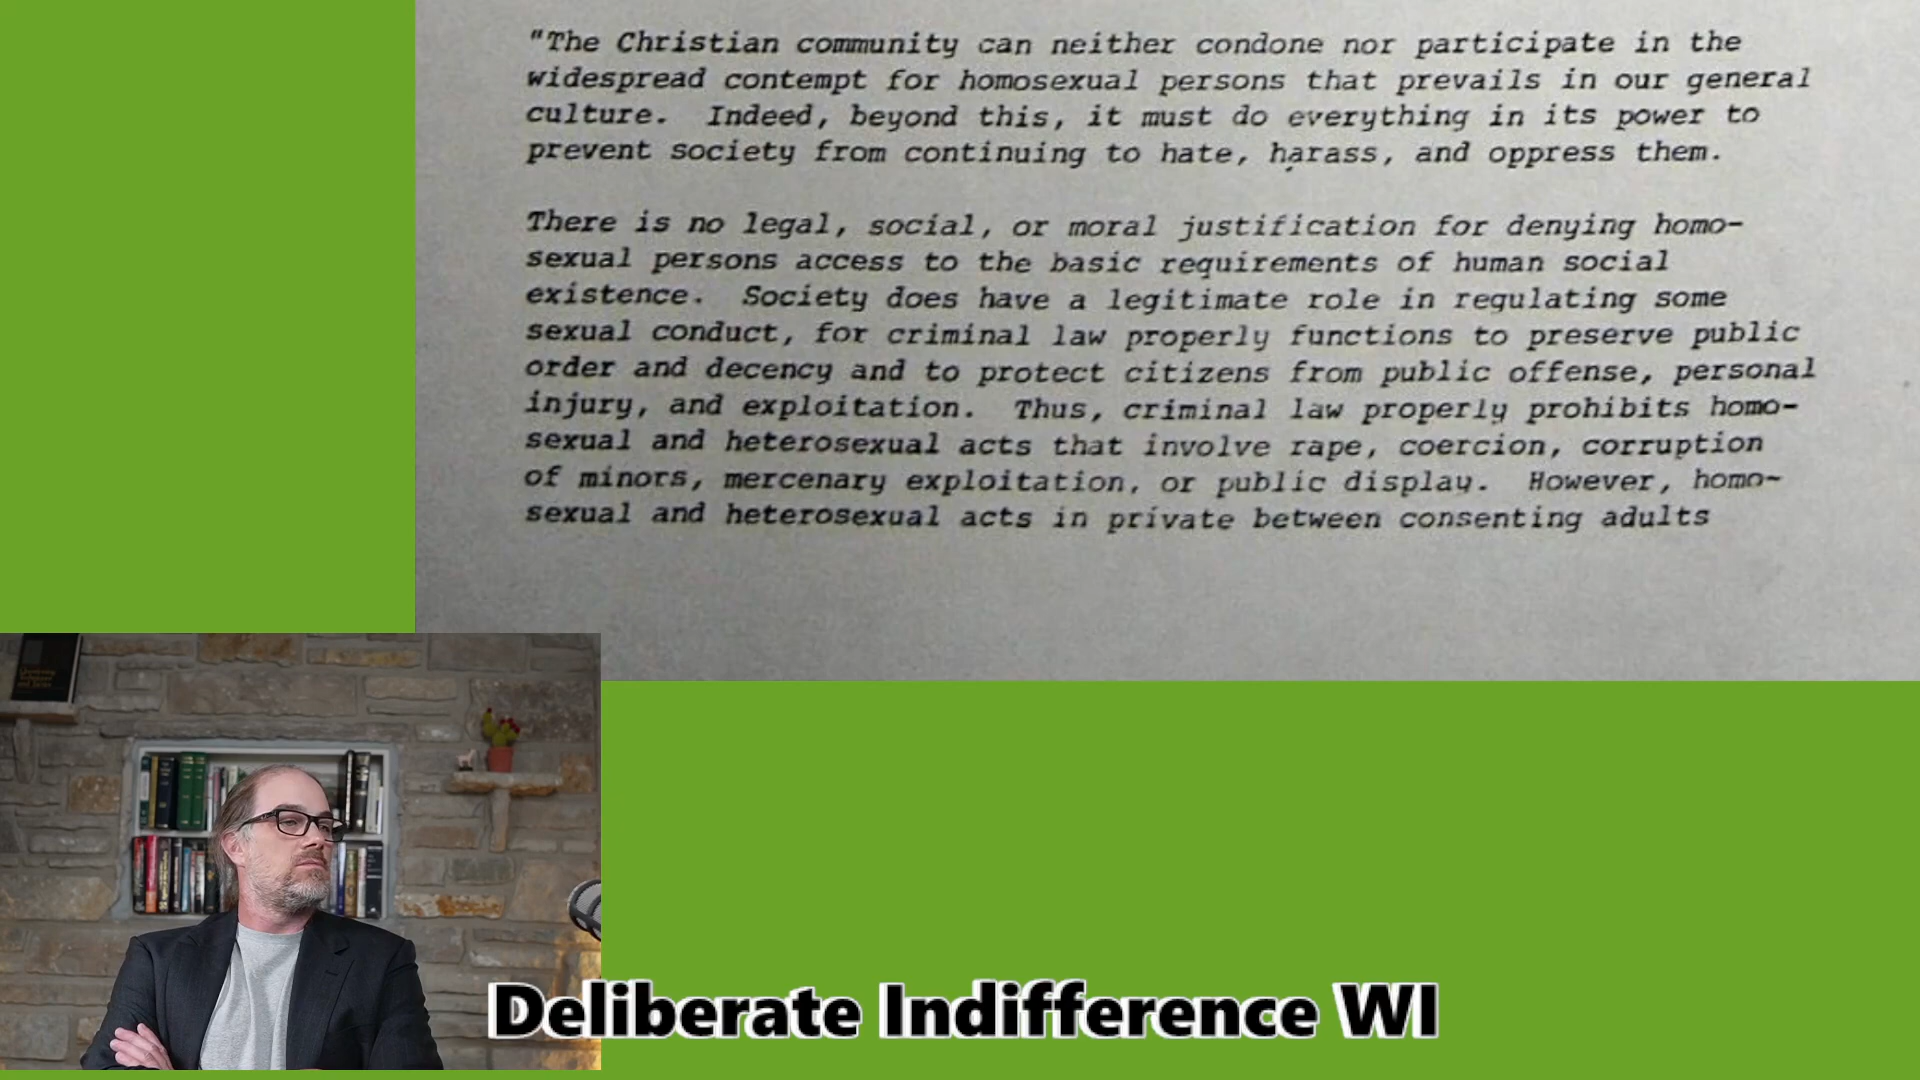 "The Christian community can neither condone nor participate in the
widespread contempt for homosexual persons that prevails in our general
culture. Indeed, beyond this, it must do everything in its power to
prevent society from continuing to hate, harass, and oppress them.
There is no legal, social, or moral justification for denying homo-
sexual persons access to the basic requirements of human social
existence. Society does have a legitimate role in regulating some
sexual conduct, for criminal law properly functions to preserve public
order and decency and to protect citizens from public offense, personal
injury, and exploitation. Thus, criminal law properly prohibits homo-
sexual and heterosexual acts that involve rape, coercion, corruption
of minors, mercenary exploitation, or public display. However, homo-
sexual and heterosexual acts in private between consenting adults
Deliberate Indifference WI